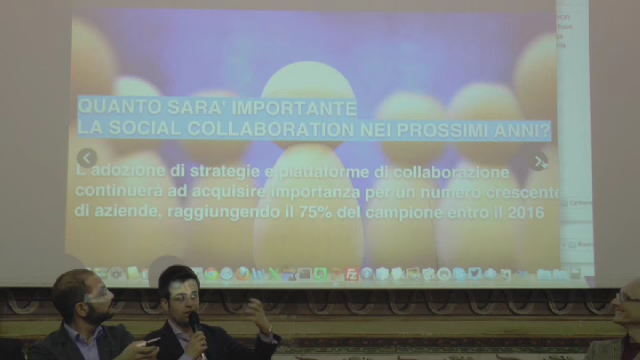 QUANTO SARA' IMPORTANTE
LA SOCIAL COLLABORATION NEI PROSSIMI ANNI?
L'adozione di strategie e piattaforme di collaborazione
continuerà ad acquisire importanza per un numero crescente
di aziende, raggiungendo il 75% del campione entro il 2016